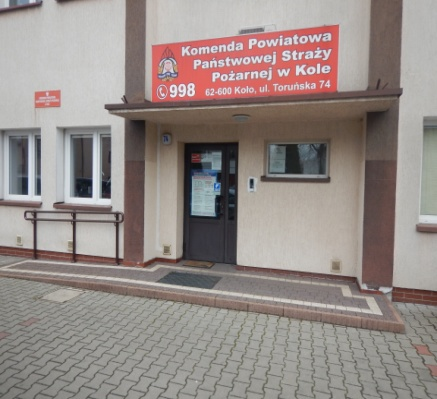 Komenda Powiatowa
Państwowej Straży
Pożarnej w Kole
998
62-600 Koło, ul. Toruńska 74